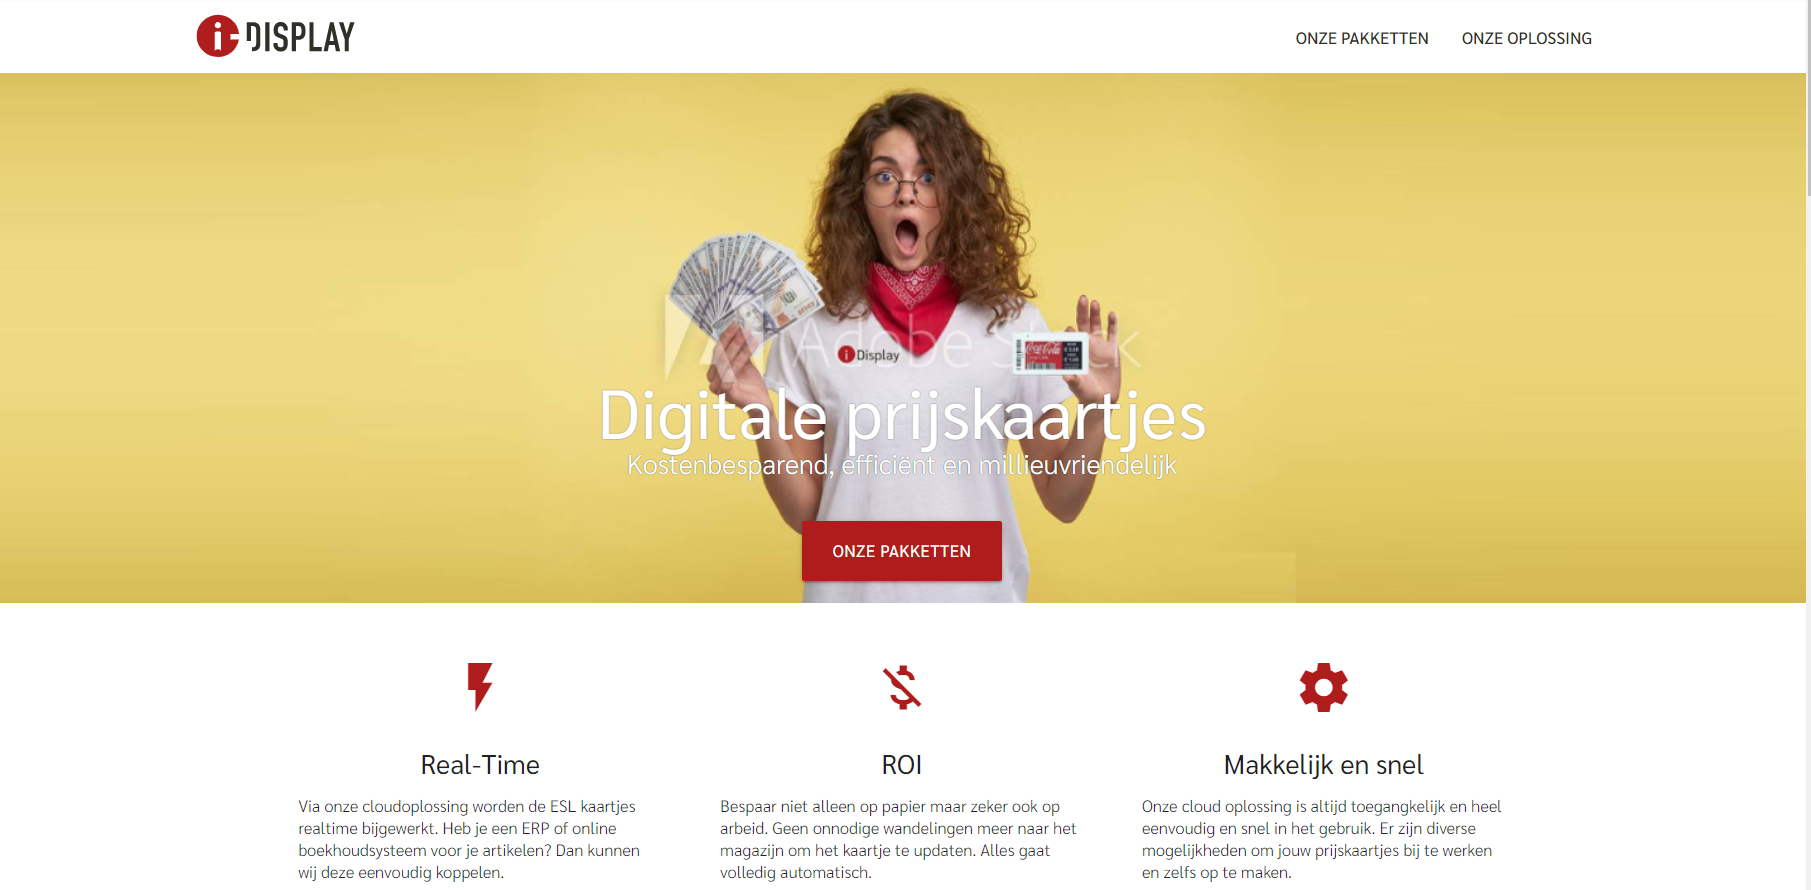 i DISPLAY
ONZE PAKKETTEN
ONZE OPLOSSING
Adobe Stock
i Display
Coca-Cola
Digitale prijskaartjes
Kostenbesparend, efficiënt en millieuvriendelijk
ONZE PAKKETTEN
Real-Time
Via onze cloudoplossing worden de ESL kaartjes
realtime bijgewerkt. Heb je een ERP of online
boekhoudsysteem voor je artikelen? Dan kunnen
wij deze eenvoudig koppelen.
ROI
Bespaar niet alleen op papier maar zeker ook op
arbeid. Geen onnodige wandelingen meer naar het
magazijn om het kaartje te updaten. Alles gaat
volledig automatisch.
Makkelijk en snel
Onze cloud oplossing is altijd toegangkelijk en heel
eenvoudig en snel in het gebruik. Er zijn diverse
mogelijkheden om jouw prijskaartjes bij te werken
en zelfs op te maken.